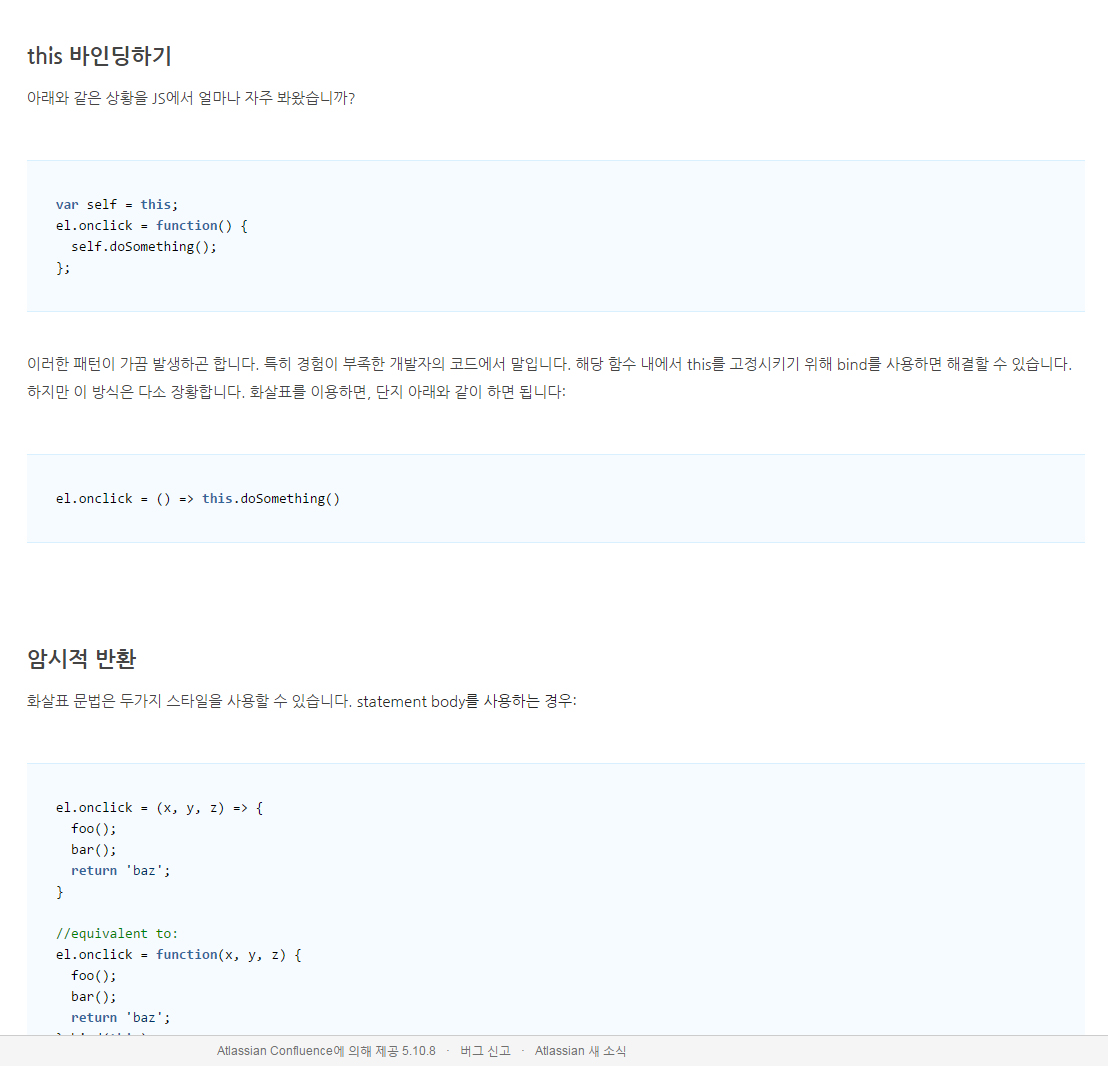 this 바인딩하기
아래와 같은 상황을 JS에서 얼마나 자주 봐왔습니까?
var self = this;
el.onclick = function() {
  self.doSomething();
};
이러한 패턴이 가끔 발생하곤 합니다. 특히 경험이 부족한 개발자의 코드에서 말입니다. 해당 함수 내에서 this를 고정시키기 위해 bind를 사용하면 해결할 수 있습니다.
하지만 이 방식은 다소 장황합니다. 화살표를 이용하면, 단지 아래와 같이 하면 됩니다:
el.onclick = () => this.doSomething()
암시적 반환
화살표 문법은 두가지 스타일을 사용할 수 있습니다. statement body를 사용하는 경우:
el.onclick = (x, y, z) => {
  foo();
  bar();
  return 'baz';
}
//equivalent to:
el.onclick = function(x, y, z) {
  foo();
  bar();
  return 'baz';
Atlassian Confluence에 의해 제공 5.10.8 · 버그 신고 · Atlassian 새 소식